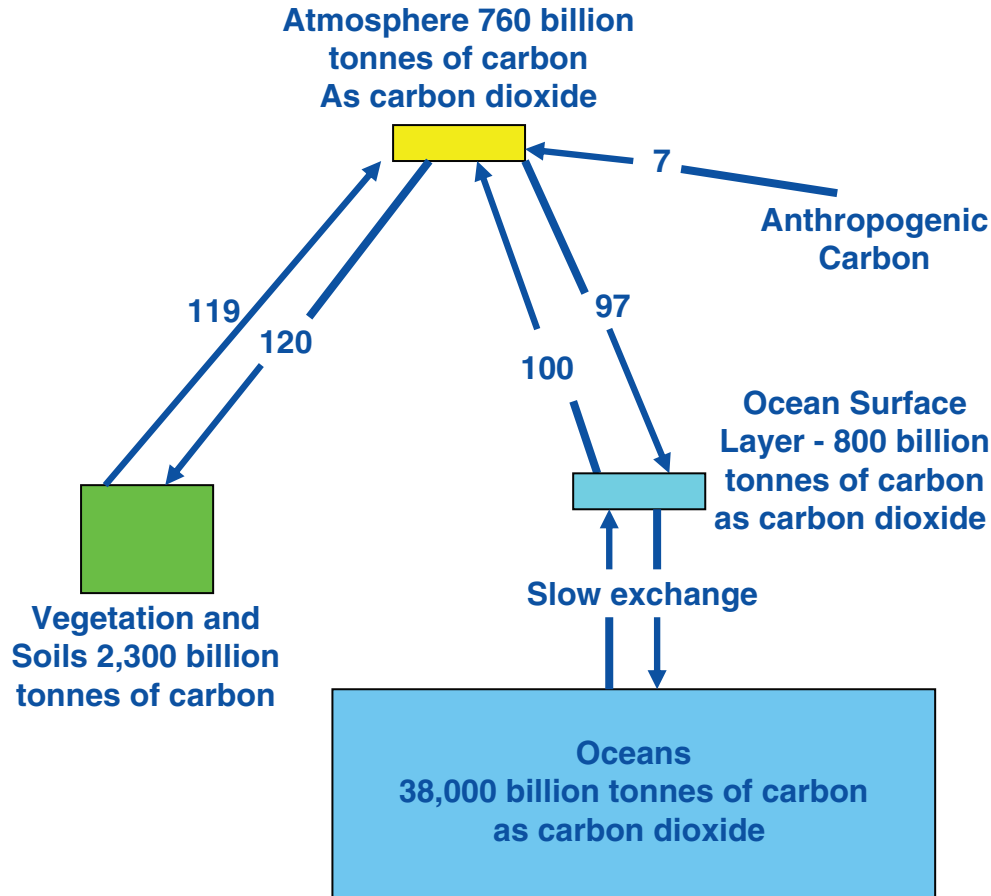 Atmosphere 760 billion
tonnes of carbon
As carbon dioxide
7
Anthropogenic
Carbon
119
120
97
100
Ocean Surface
Layer - 800 billion
tonnes of carbon
as carbon dioxide
Slow exchange
Vegetation and
Soils 2,300 billion
tonnes of carbon
Oceans
38,000 billion tonnes of carbon
as carbon dioxide